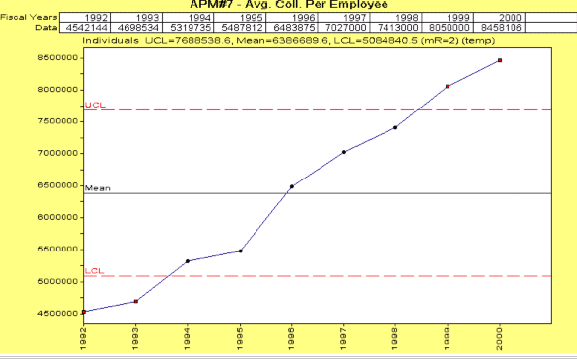 APM#7 - Avg. Coll. Per Employee
Fiscal Years 1992 1993 1994 1995 1996 1997 1998 1999 2000
Data 4542144 4698534 5319735 5487812 6483875 7027000 7413000 8050000 8458106
Individuals UCL=7688538.6, Mean=6386689.6, LCL=5084840.5 (mR=2) (temp)
8500000
8000000
UCL
7500000
7000000
6500000
Mean
6000000
5500000
LCL
5000000
4500000
1992 1993 1994 1995 1996 1997 1998 1999 2000